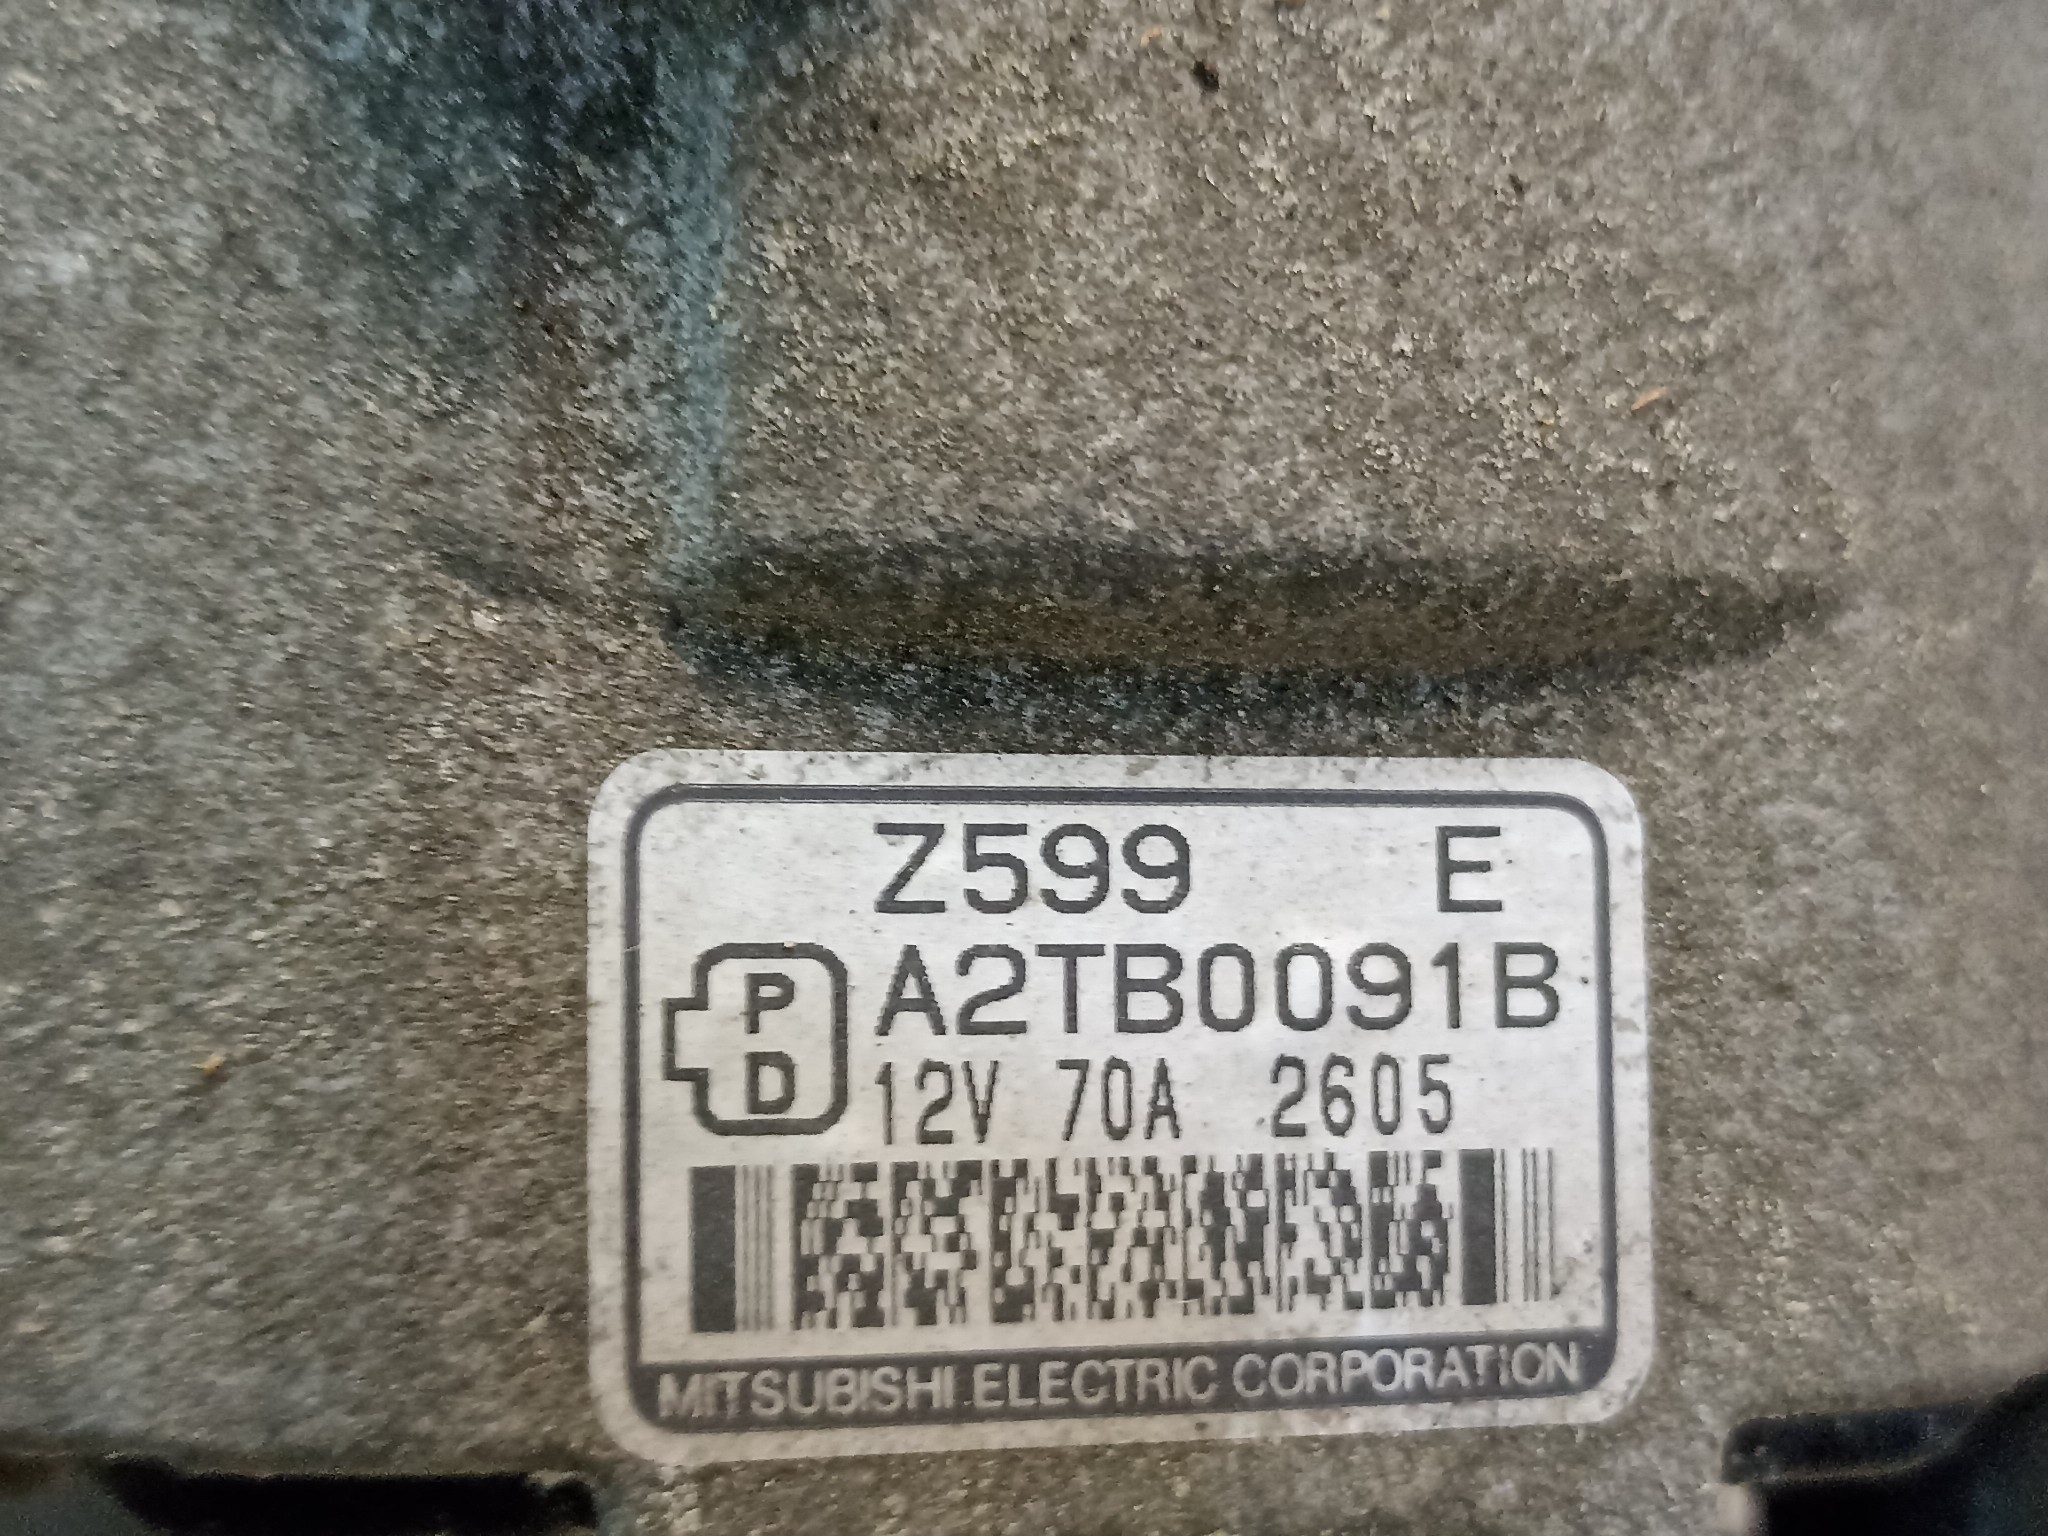 Z599 E
P
D
A2TB0091B
12V 70A 2605
MITSUBISHI ELECTRIC CORPORATION